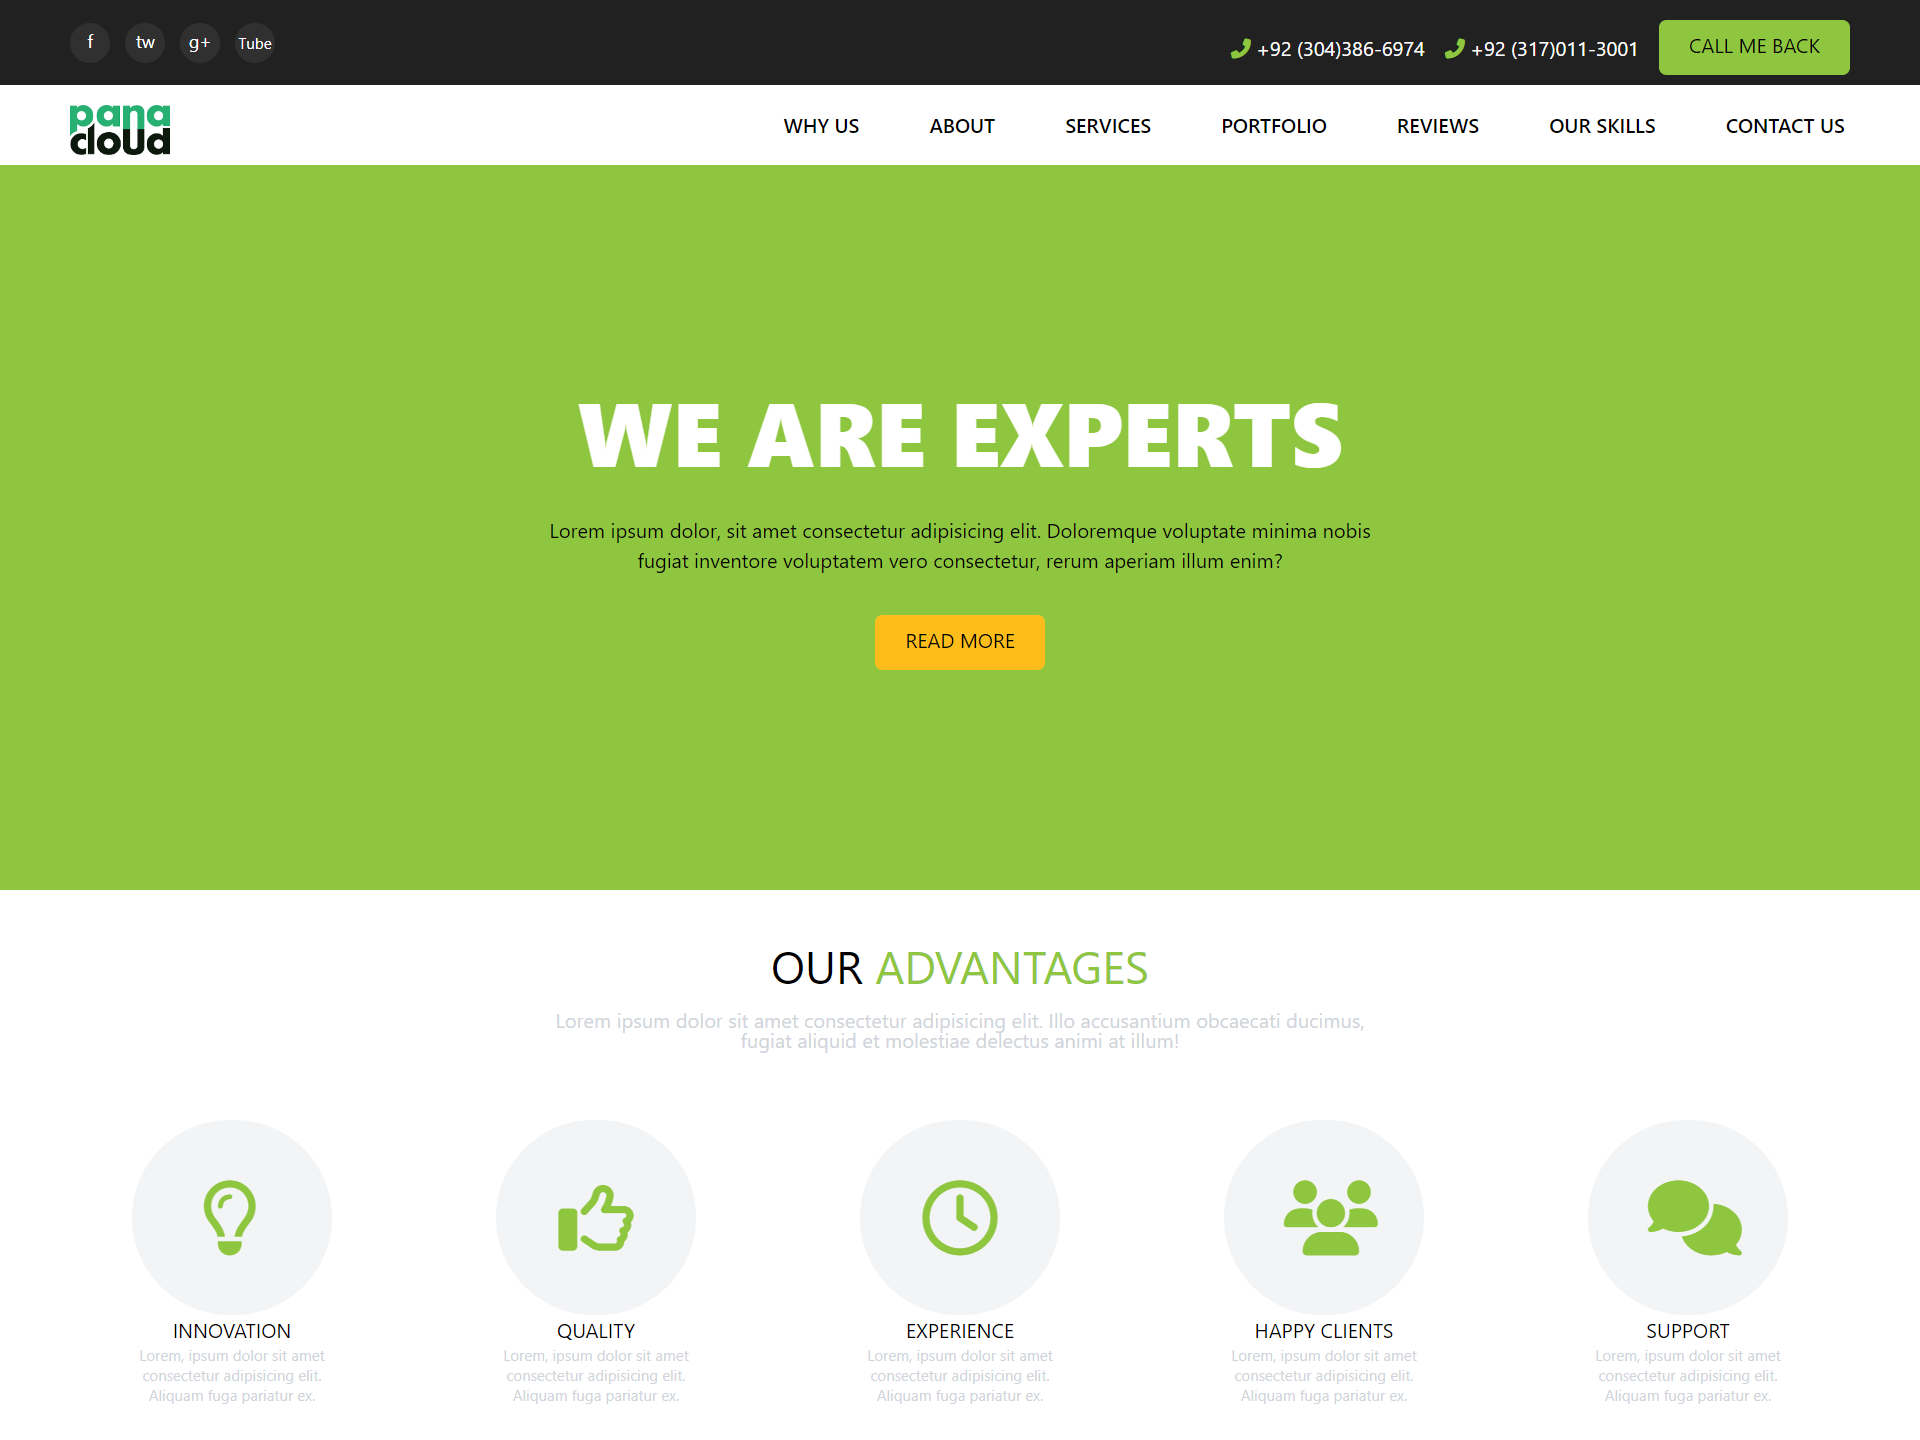 f tw g+ Tube
+92 (304)386-6974 +92 (317)011-3001 CALL ME BACK
pana
cloud
WHY US ABOUT SERVICES PORTFOLIO REVIEWS OUR SKILLS CONTACT US
WE ARE EXPERTS
Lorem ipsum dolor, sit amet consectetur adipisicing elit. Doloremque voluptate minima nobis
fugiat inventore voluptatem vero consectetur, rerum aperiam illum enim?
READ MORE
OUR ADVANTAGES
Lorem ipsum dolor sit amet consectetur adipisicing elit. Illo accusantium obcaecati ducimus,
fugiat aliquid et molestiae delectus animi at illum!
INNOVATION
Lorem, ipsum dolor sit amet
consectetur adipisicing elit.
Aliquam fuga pariatur ex.
QUALITY
Lorem, ipsum dolor sit amet
consectetur adipisicing elit.
Aliquam fuga pariatur ex.
EXPERIENCE
Lorem, ipsum dolor sit amet
consectetur adipisicing elit.
Aliquam fuga pariatur ex.
HAPPY CLIENTS
Lorem, ipsum dolor sit amet
consectetur adipisicing elit.
Aliquam fuga pariatur ex.
SUPPORT
Lorem, ipsum dolor sit amet
consectetur adipisicing elit.
Aliquam fuga pariatur ex.